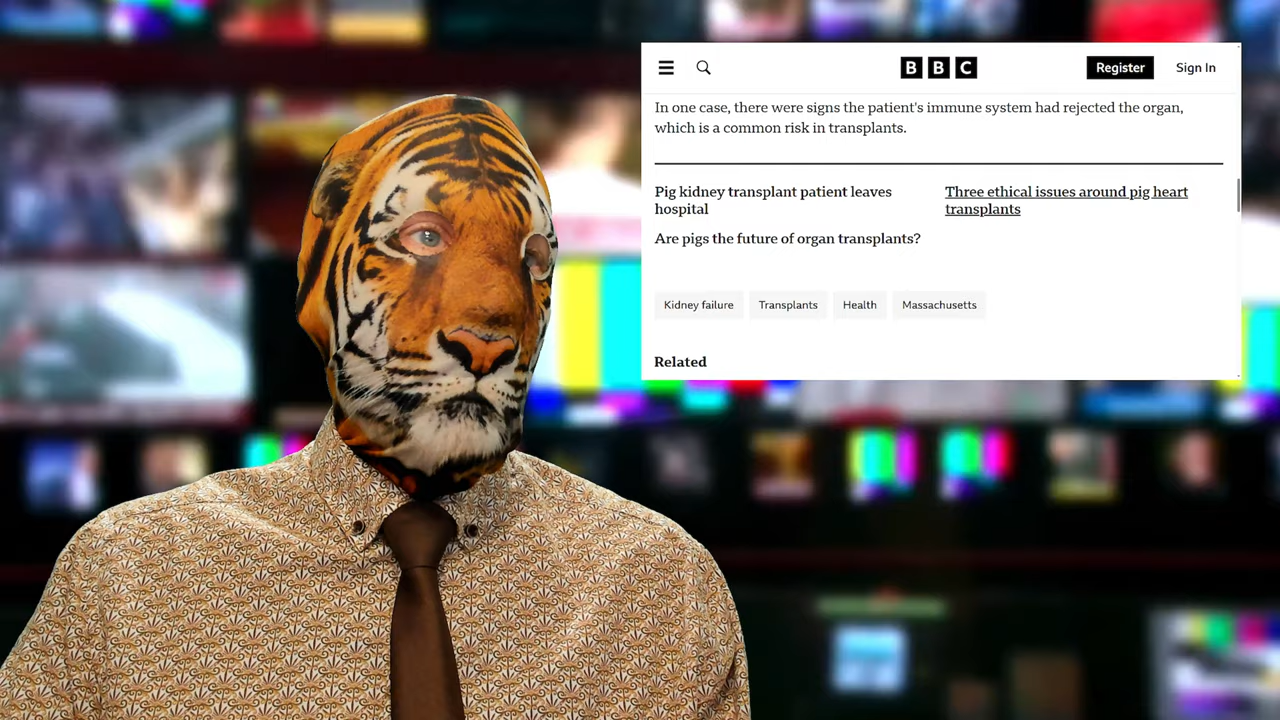 BBC
Register
Sign In
In one case, there were signs the patient's immune system had rejected the organ,
which is a common risk in transplants.
Pig kidney transplant patient leaves
hospital
Three ethical issues around pig heart
transplants
Are pigs the future of organ transplants?
Kidney failure
Transplants
Health
Massachusetts
Related